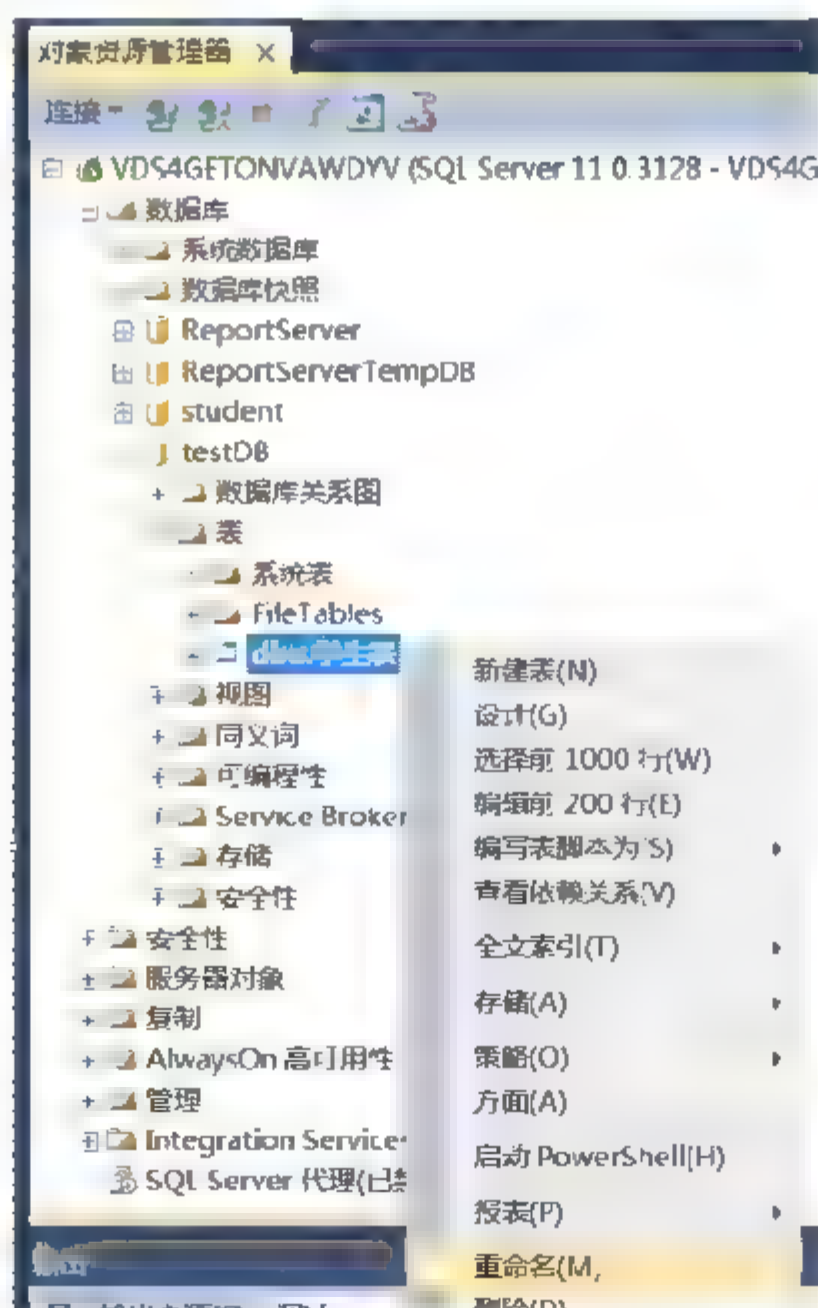 对象资源管理器 ×
连接
VDS4GETONVAWDYV (SQL Server 11 0.3128 - VDS4G
数据库
系统数据库
数据库快照
ReportServer
ReportServerTempDB
student
testDB
数据库关系图
表
系统表
FileTables
dbo.学生表
视图
同义词
可编程性
Service Broker
存储
安全性
安全性
服务器对象
复制
AlwaysOn 高可用性
管理
Integration Service
SQL Server 代理(已禁
新建表(N)
设计(G)
选择前 1000 行(W)
编辑前 200 行(E)
编写表脚本为(S)
查看依赖关系(V)
全文索引(T)
存储(A)
策略(O)
方面(A)
启动 PowerShell(H)
报表(P)
重命名(M)
删除(D)